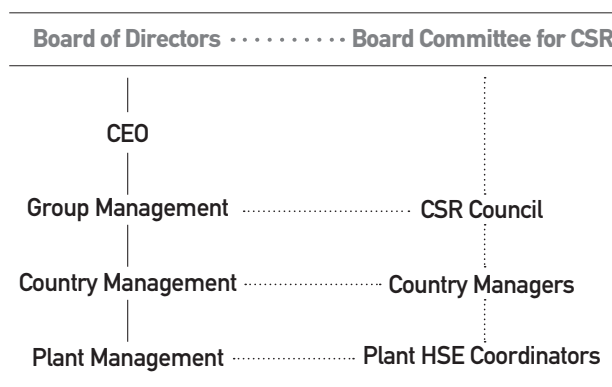 Board of Directors Board Committee for CSR
CEO
Group Management CSR Council
Country Management Country Managers
Plant Management Plant HSE Coordinators